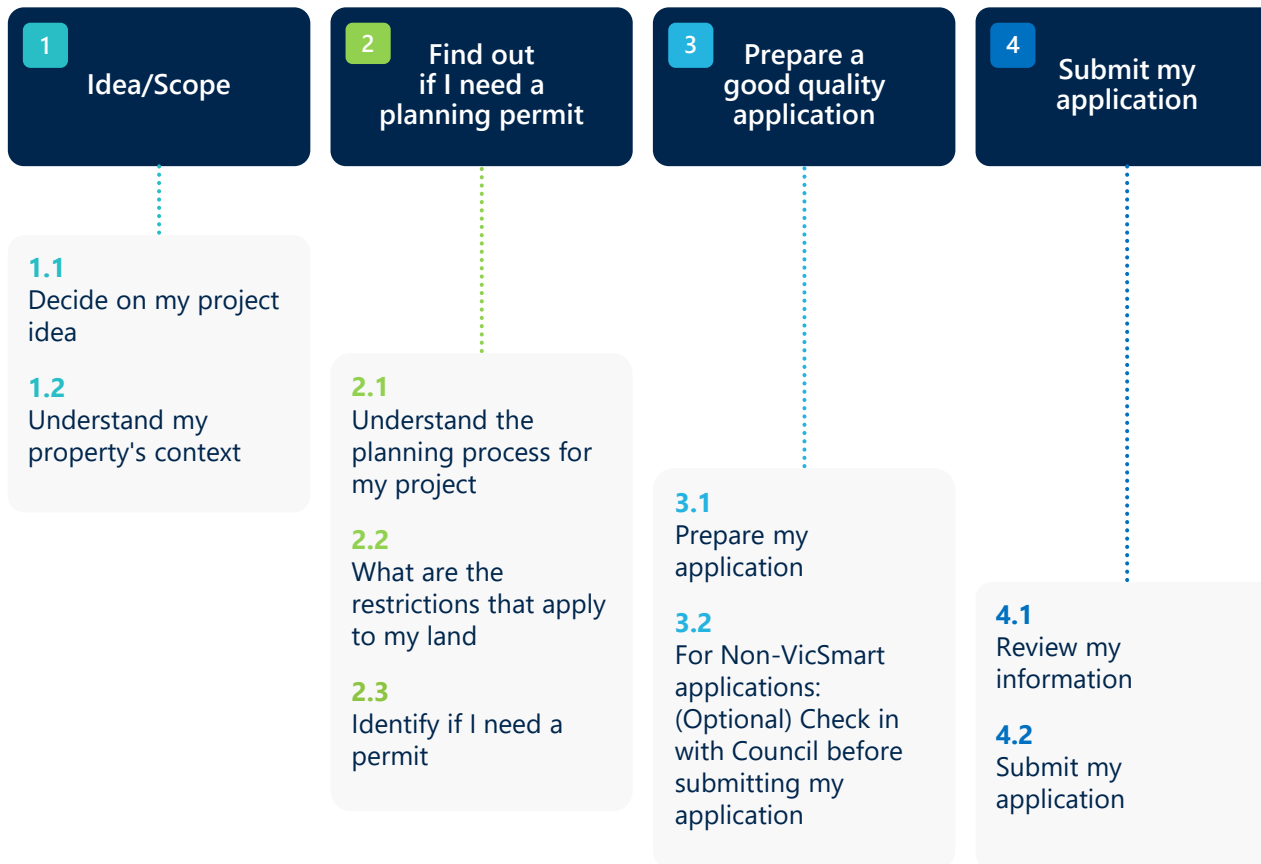 1
Idea/Scope
2
Find out
if I need a
planning permit
3
Prepare a
good quality
application
4
Submit my
application
1.1
Decide on my project
idea
1.2
Understand my
property's context
2.1
Understand the
planning process for
my project
2.2
What are the
restrictions that apply
to my land
2.3
Identify if I need a
permit
3.1
Prepare my
application
3.2
For Non-VicSmart
applications:
(Optional) Check in
with Council before
submitting my
application
4.1
Review my
information
4.2
Submit my
application